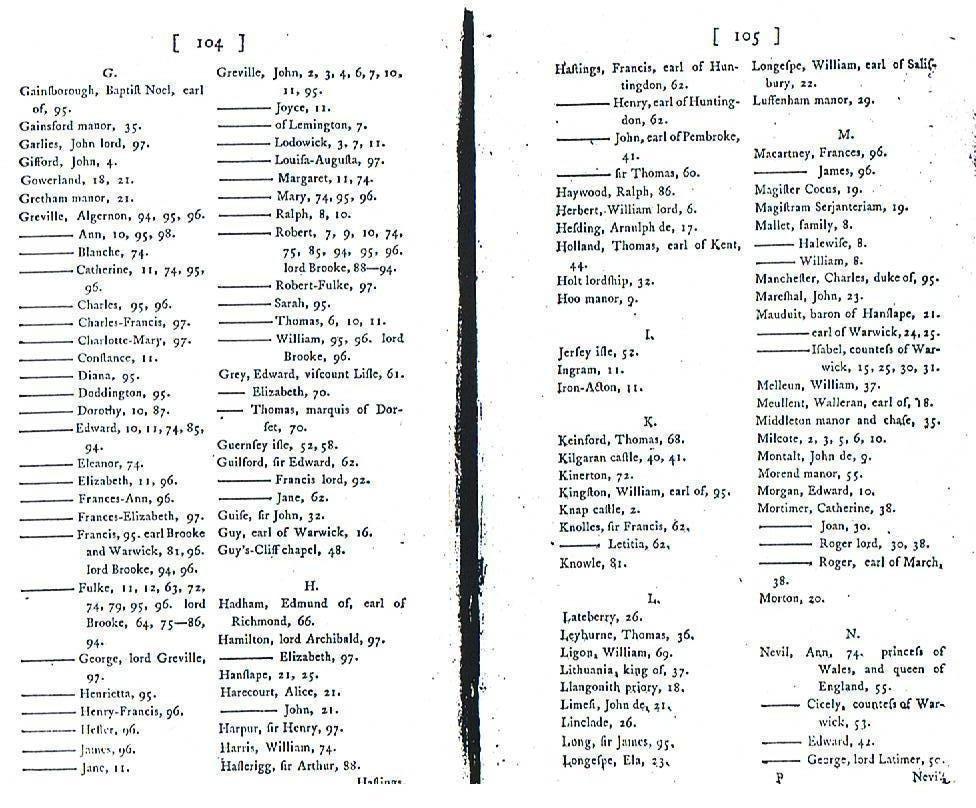 [ 104 ]
G.
Gainſborough, Baptiſt Noel, earl
of, 95.
Gainsford manor, 35.
Garlies, John lord, 97.
Gifford, John, 4.
Gowerland, 18, 21.
Gretham manor, 21.
Greville, Algernon, 94, 95, 96.
——— Ann, 10, 95, 98.
——— Blanche, 74.
——— Catherine, 11, 74, 95,
96.
——— Charles, 95, 96.
——— Charles-Francis, 97.
——— Charlotte-Mary, 97.
——— Conſtance, 11.
——— Diana, 95.
——— Doddington, 95.
——— Dorothy, 10, 87.
——— Edward, 10, 11, 74, 85,
94.
——— Eleanor, 74.
——— Elizabeth, 11, 96.
——— Frances-Ann, 96.
——— Frances-Elizabeth, 97.
——— Francis, 95. earl Brooke
and Warwick, 81, 96.
lord Brooke, 94, 96.
——— Fulke, 11, 12, 63, 72,
74, 79, 95, 96. lord
Brooke, 64, 75—86,
94.
——— George, lord Greville,
97.
——— Henrietta, 95.
——— Henry-Francis, 96.
——— Heſter, 96.
——— James, 96.
——— Jane, 11.
Greville, John, 2, 3, 4, 6, 7, 10,
11, 95.
——— Joyce, 11.
——— of Lemington, 7.
——— Lodowick, 3, 7, 11.
——— Louiſa-Auguſta, 97.
——— Margaret, 11, 74.
——— Mary, 74, 95, 96.
——— Ralph, 8, 10.
——— Robert, 7, 9, 10, 74,
75, 85, 94, 95, 96.
lord Brooke, 88—94.
——— Robert-Fulke, 97.
——— Sarah, 95.
——— Thomas, 6, 10, 11.
——— William, 95, 96. lord
Brooke, 96.
Grey, Edward, viſcount Liſle, 61.
—— Elizabeth, 70.
—— Thomas, marquis of Dor-
ſet, 70.
Guernſey iſle, 52, 58.
Guilford, ſir Edward, 62.
——— Francis lord, 92.
——— Jane, 62.
Guiſe, ſir John, 32.
Guy, earl of Warwick, 16.
Guy's-Cliff chapel, 48.
H.
Hadham, Edmund of, earl of
Richmond, 66.
Hamilton, lord Archibald, 97.
——— Elizabeth, 97.
Hanſlape, 21, 25.
Harecourt, Alice, 21.
——— John, 21.
Harpur, ſir Henry, 97.
Harris, William, 74.
Haſlerigg, ſir Arthur, 88.
Haſtings,
[ 105 ]
Haſtings, Francis, earl of Hun-
tingdon, 62.
——— Henry, earl of Hunting-
don, 62.
——— John, earl of Pembroke,
41.
——— ſir Thomas, 60.
Haywood, Ralph, 86.
Herbert, William lord, 6.
Heſding, Arnulph de, 17.
Holland, Thomas, earl of Kent,
44.
Holt lordſhip, 32.
Hoo manor, 9.
I.
Jerſey iſle, 52.
Ingram, 11.
Iron-Acton, 11.
K.
Keinford, Thomas, 68.
Kilgaran caſtle, 40, 41.
Kinerton, 72.
Kingſton, William, earl of, 95.
Knap caſtle, 2.
Knolles, ſir Francis, 62.
——— Letitia, 62.
Knowle, 81.
L.
Lateberry, 26.
Leyburne, Thomas, 36.
Ligon, William, 69.
Lithuania, king of, 37.
Llangonith priory, 18.
Limeſi, John de, 21.
Linclade, 26.
Long, ſir James, 95.
Longeſpe, Ela, 23.
Longeſpe, William, earl of Saliſ-
bury, 22.
Luffenham manor, 29.
M.
Macartney, Frances, 96.
——— James, 96.
Magiſter Cocus, 19.
Magiſtram Serjanteriam, 19.
Mallet, family, 8.
——— Halewiſe, 8.
——— William, 8.
Mancheſter, Charles, duke of, 95.
Mareſhal, John, 23.
Mauduit, baron of Hanſlape, 21.
——— earl of Warwick, 24, 25.
——— Iſabel, counteſs of War-
wick, 15, 25, 30, 31.
Melleun, William, 37.
Meullent, Walleran, earl of, 18.
Middleton manor and chaſe, 35.
Milcote, 2, 3, 5, 6, 10.
Montalt, John de, 9.
Morend manor, 55.
Morgan, Edward, 10.
Mortimer, Catherine, 38.
——— Joan, 30.
——— Roger lord, 30, 38.
——— Roger, earl of March,
38.
Morton, 20.
N.
Nevil, Ann, 74. princeſs of
Wales, and queen of
England, 55.
——— Cicely, counteſs of War-
wick, 53.
——— Edward, 42.
——— George, lord Latimer,
P
Nevil,